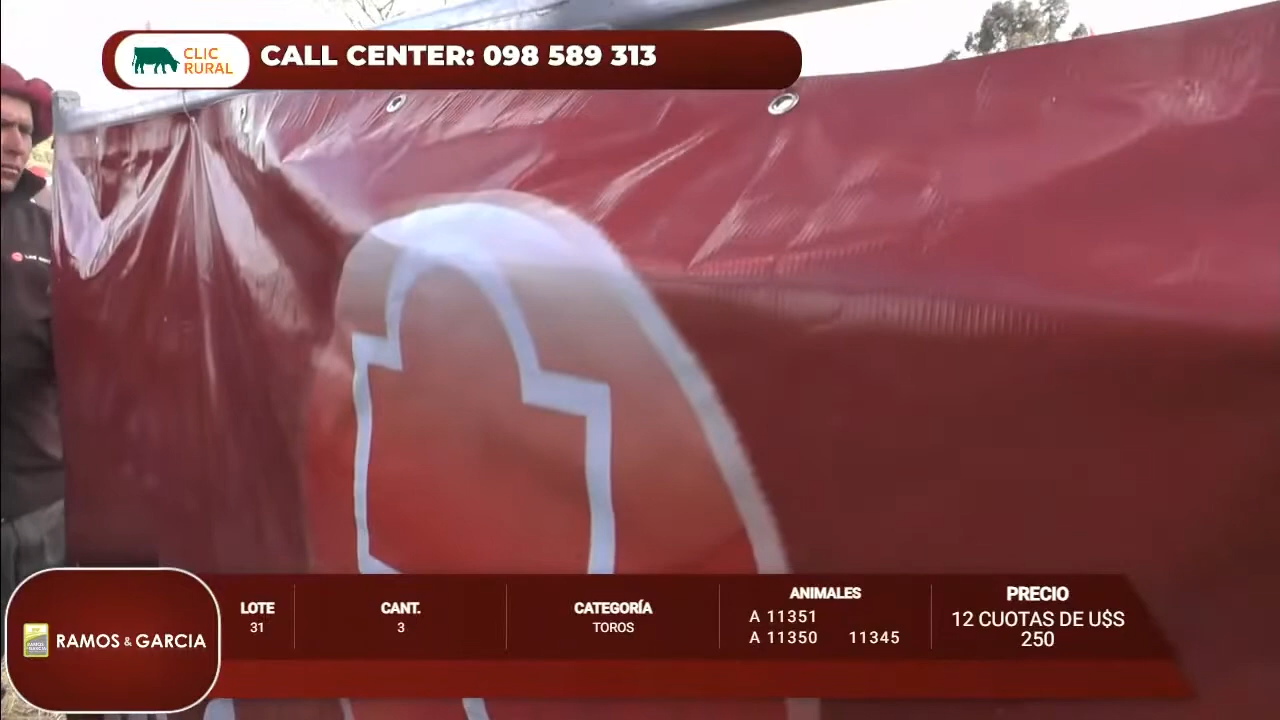 CLIC
RURAL
CALL CENTER: 098 589 313
RAMOS & GARCIA
LOTE
31
CANT.
3
CATEGORÍA
TOROS
ANIMALES
A 11351
A 11350 11345
PRECIO
12 CUOTAS DE U$S
250